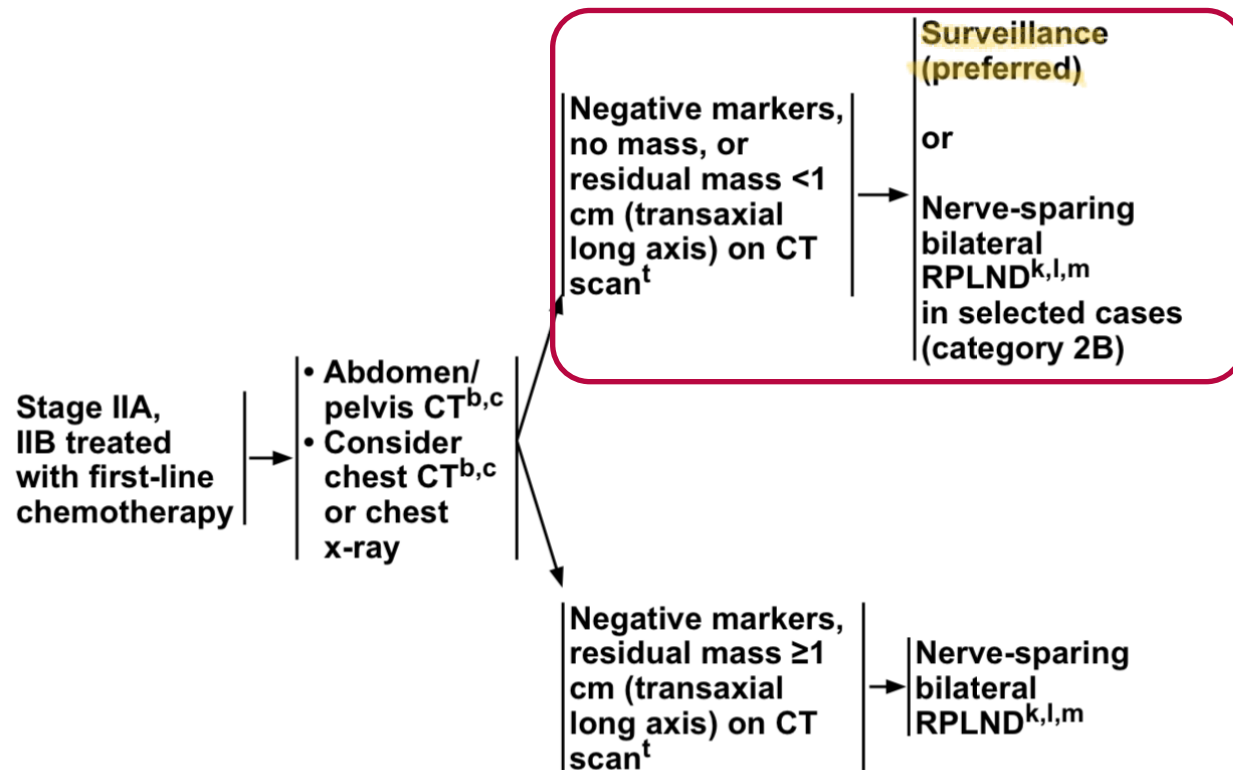 Stage IIA,
IIB treated
with first-line
chemotherapy
• Abdomen/
pelvis CTb,c
• Consider
chest CTb,c
or chest
x-ray
Negative markers,
no mass, or
residual mass <1
cm (transaxial
long axis) on CT
scant
Surveillance
(preferred)
or
Nerve-sparing
bilateral
RPLNDk,l,m
in selected cases
(category 2B)
Negative markers,
residual mass ≥1
cm (transaxial
long axis) on CT
scant
Nerve-sparing
bilateral
RPLNDk,l,m